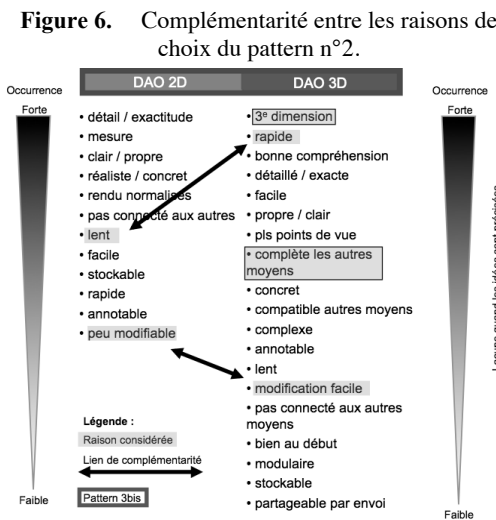 Figure 6. Complémentarité entre les raisons de
choix du pattern n°2.
DAO 2D
DAO 3D
Occurrence
Forte
Faible
• détail / exactitude
• mesure
• clair / propre
• réaliste / concret
• rendu normalisés
• pas connecté aux autres
• lent
• facile
• stockable
• rapide
• annotable
• peu modifiable
Légende :
Raison considérée
Lien de complémentarité
Pattern 3bis
• 3e dimension
• rapide
• bonne compréhension
• détaillé / exacte
• facile
• propre / clair
• pls points de vue
• complète les autres
moyens
• concret
• compatible autres moyens
• complexe
• annotable
• lent
• modification facile
• pas connecté aux autres
moyens
• bien au début
• modulaire
• stockable
• partageable par envoi
Occurrence
Forte
Faible